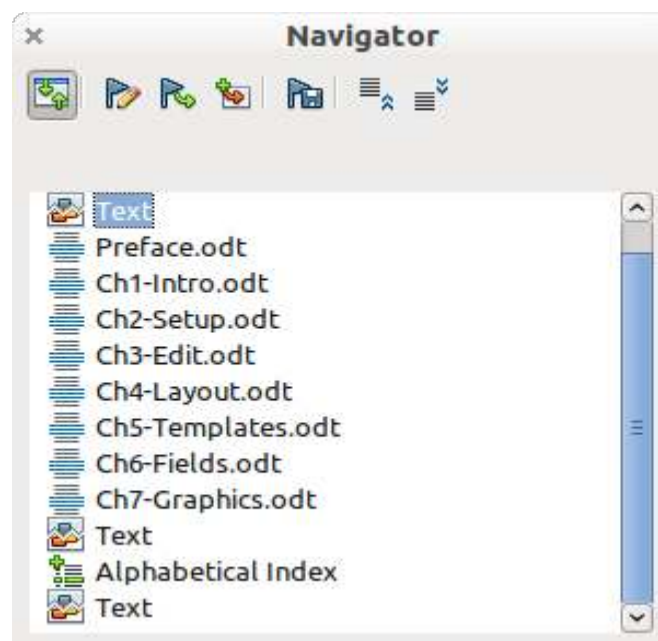 Navigator
Text
Preface.odt
Ch1-Intro.odt
Ch2-Setup.odt
Ch3-Edit.odt
Ch4-Layout.odt
Ch5-Templates.odt
Ch6-Fields.odt
Ch7-Graphics.odt
Text
Alphabetical Index
Text